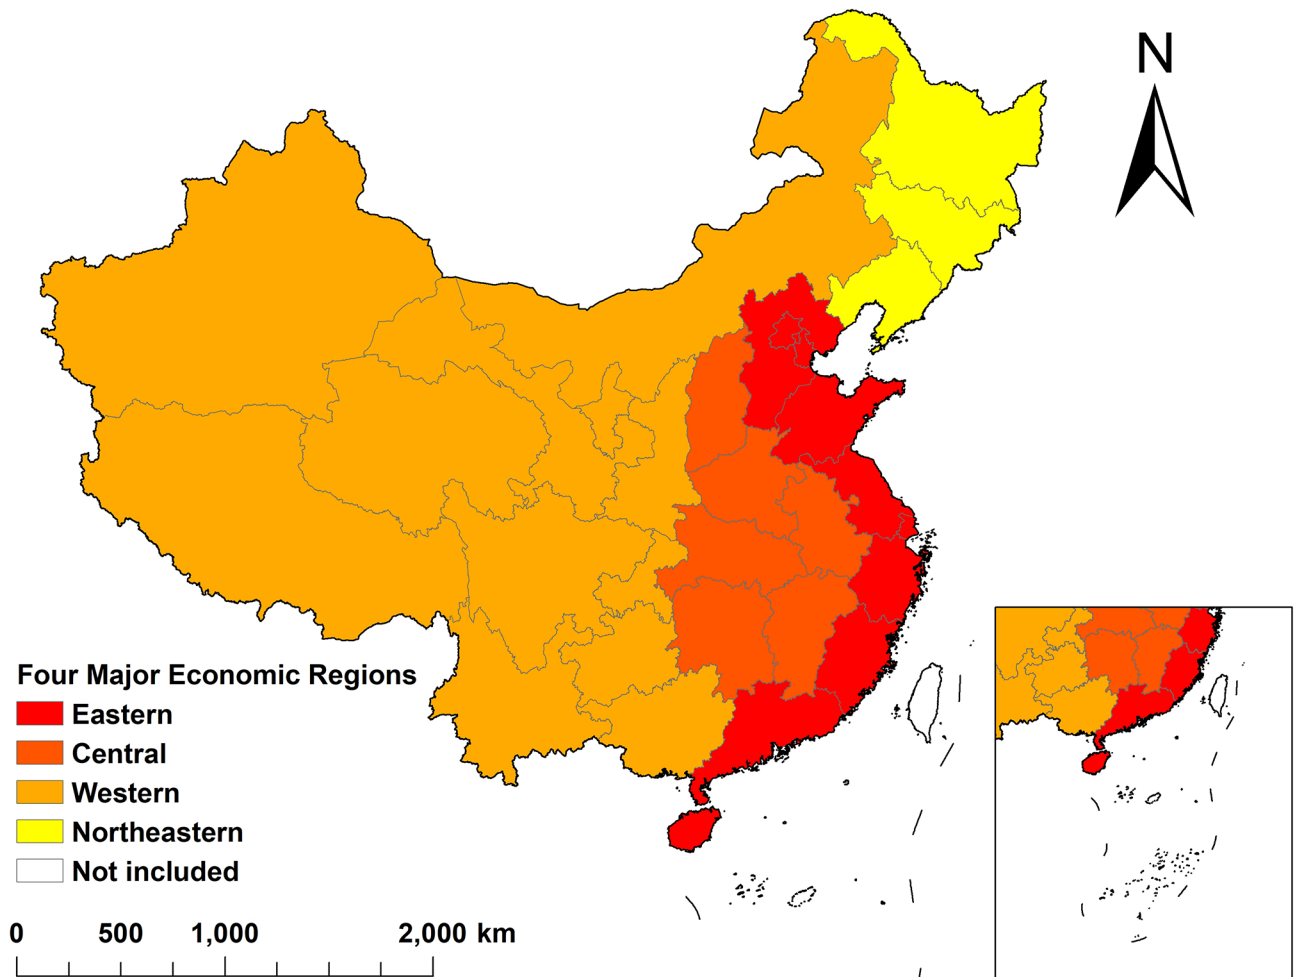 N
Four Major Economic Regions
Eastern
Central
Western
Northeastern
Not included
0 500 1,000 2,000 km